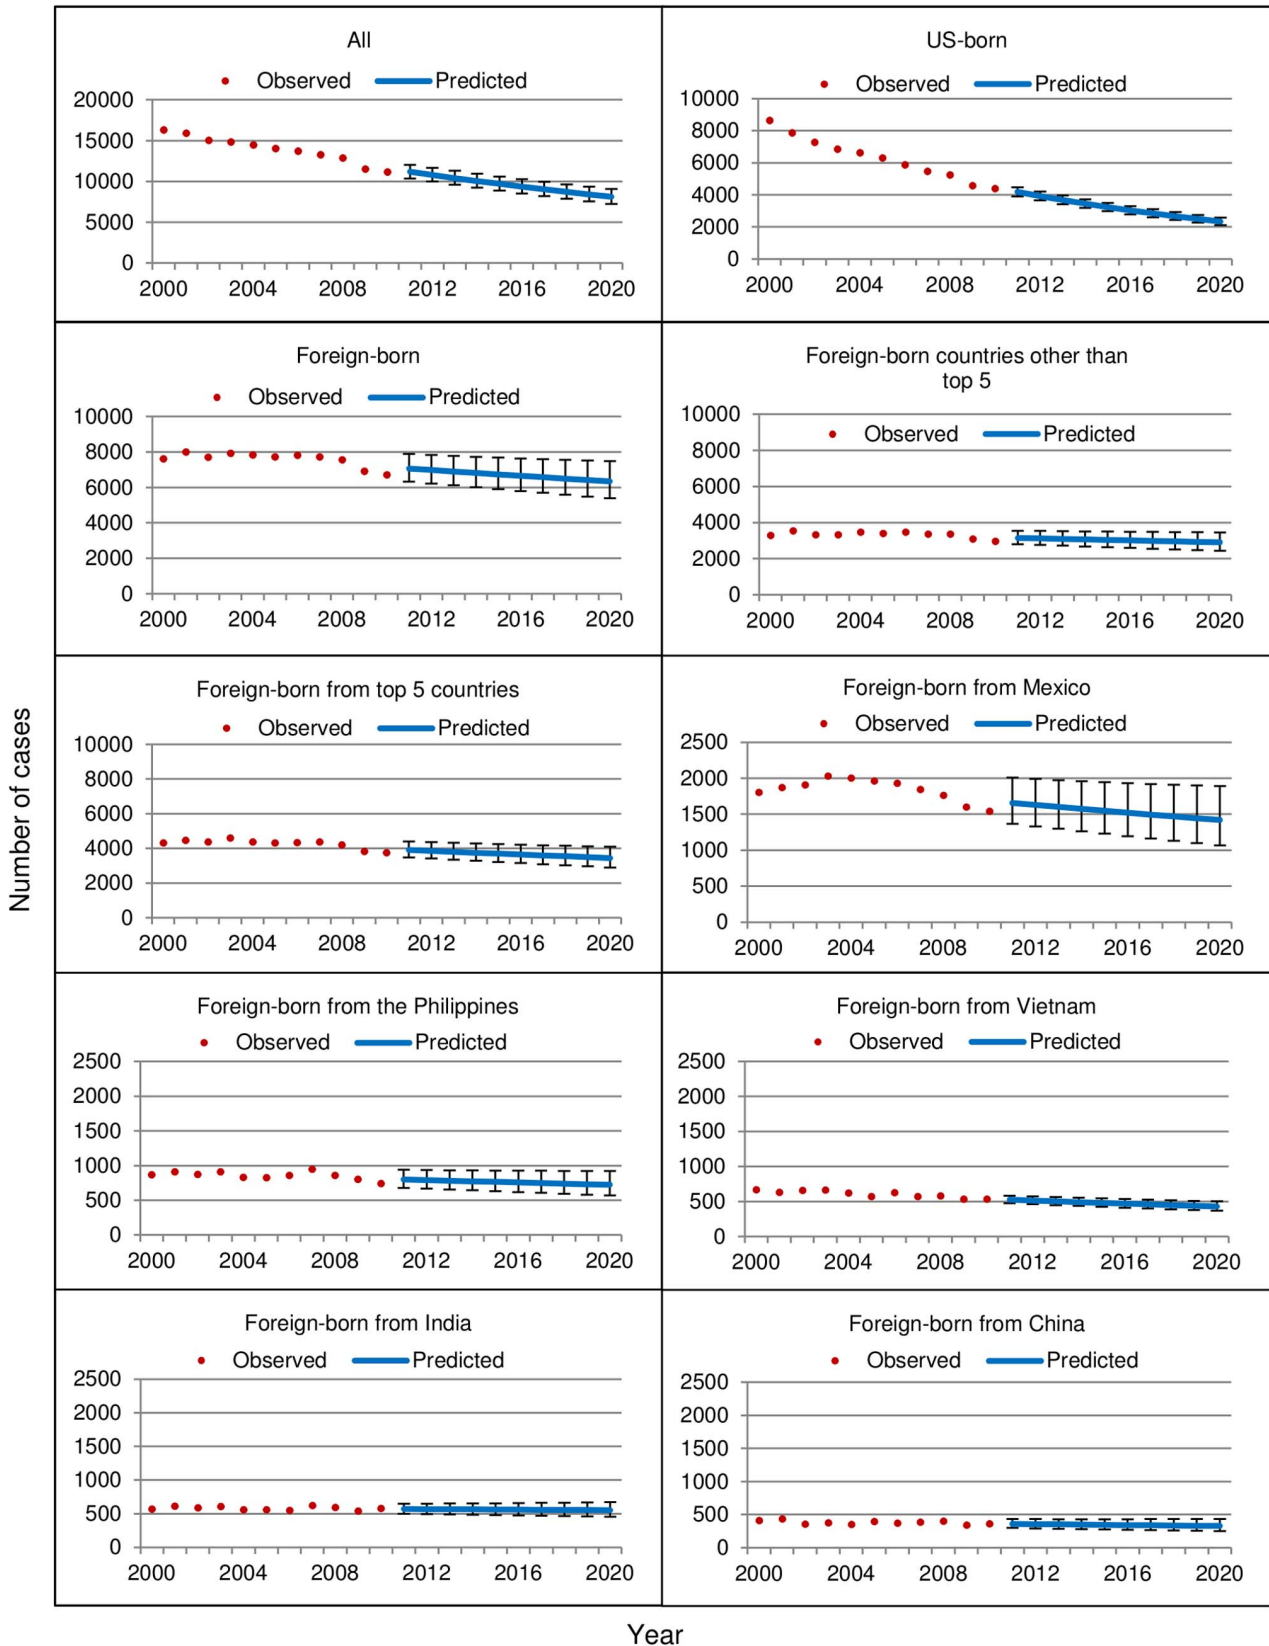 All
Observed Predicted
20000
15000
10000
5000
0
2000 2004 2008 2012 2016 2020
US-born
Observed Predicted
10000
8000
6000
4000
2000
0
2000 2004 2008 2012 2016 2020
Foreign-born
Observed Predicted
10000
8000
6000
4000
2000
0
2000 2004 2008 2012 2016 2020
Foreign-born countries other than
top 5
Observed Predicted
10000
8000
6000
4000
2000
0
2000 2004 2008 2012 2016 2020
Number of cases
Foreign-born from top 5 countries
Observed Predicted
10000
8000
6000
4000
2000
0
2000 2004 2008 2012 2016 2020
Foreign-born from Mexico
Observed Predicted
2500
2000
1500
1000
500
0
2000 2004 2008 2012 2016 2020
Foreign-born from the Philippines
Observed Predicted
2500
2000
1500
1000
500
0
2000 2004 2008 2012 2016 2020
Foreign-born from Vietnam
Observed Predicted
2500
2000
1500
1000
500
0
2000 2004 2008 2012 2016 2020
Foreign-born from India
Observed Predicted
2500
2000
1500
1000
500
0
2000 2004 2008 2012 2016 2020
Foreign-born from China
Observed Predicted
2500
2000
1500
1000
500
0
2000 2004 2008 2012 2016 2020
Year